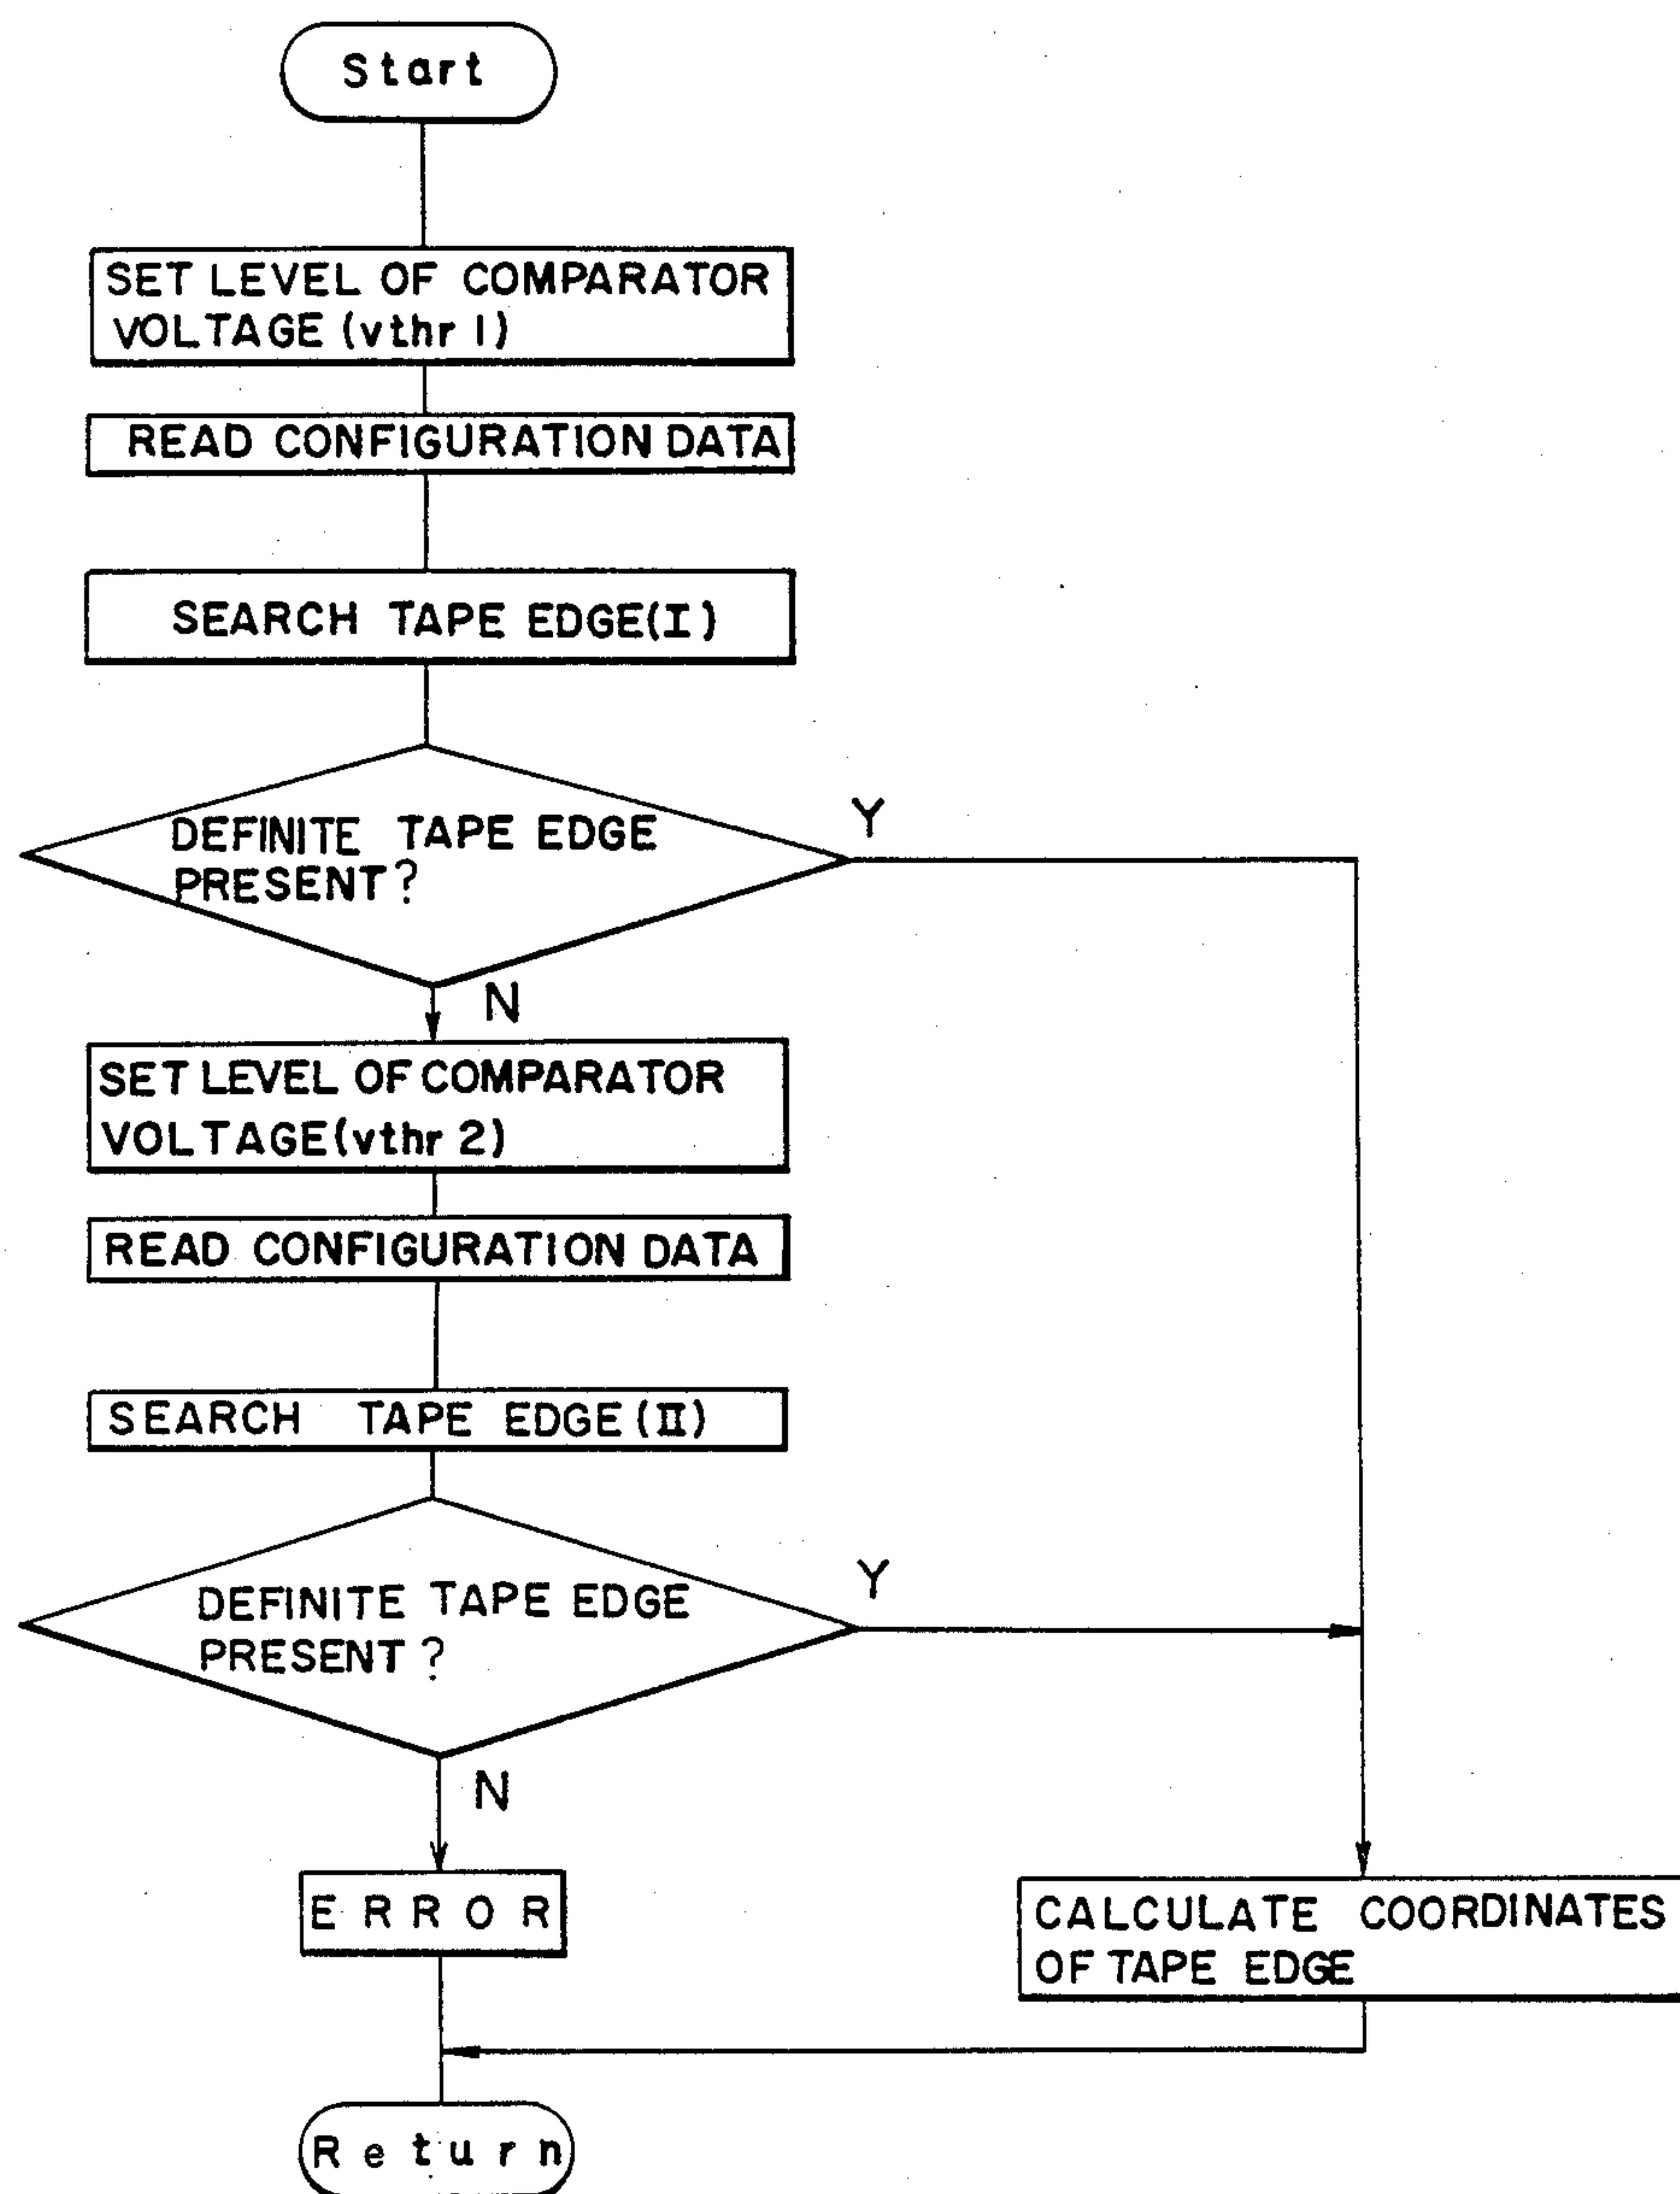 Start
SET LEVEL OF COMPARATOR
VOLTAGE (vthr 1)
READ CONFIGURATION DATA
SEARCH TAPE EDGE(I)
DEFINITE TAPE EDGE
PRESENT?
Y
N
SET LEVEL OF COMPARATOR
VOLTAGE(vthr 2)
READ CONFIGURATION DATA
SEARCH TAPE EDGE (II)
DEFINITE TAPE EDGE
PRESENT?
Y
N
ERROR
CALCULATE COORDINATES
OF TAPE EDGE
Return